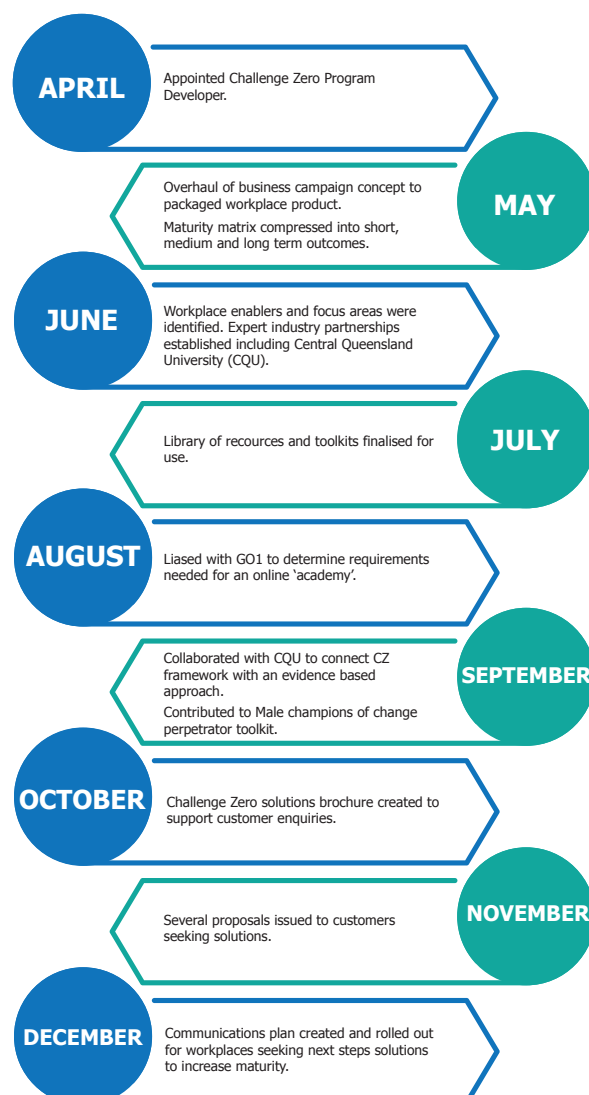 APRIL
Appointed Challenge Zero Program
Developer.
MAY
Overhaul of business campaign concept to
packaged workplace product.
Maturity matrix compressed into short,
medium and long term outcomes.
JUNE
Workplace enablers and focus areas were
identified. Expert industry partnerships
established including Central Queensland
University (CQU).
JULY
Library of recources and toolkits finalised for
use.
AUGUST
Liased with GO1 to determine requirements
needed for an online ‘academy’.
SEPTEMBER
Collaborated with CQU to connect CZ
framework with an evidence based
approach.
Contributed to Male champions of change
perpetrator toolkit.
OCTOBER
Challenge Zero solutions brochure created to
support customer enquiries.
NOVEMBER
Several proposals issued to customers
seeking solutions.
DECEMBER
Communications plan created and rolled out
for workplaces seeking next steps solutions
to increase maturity.